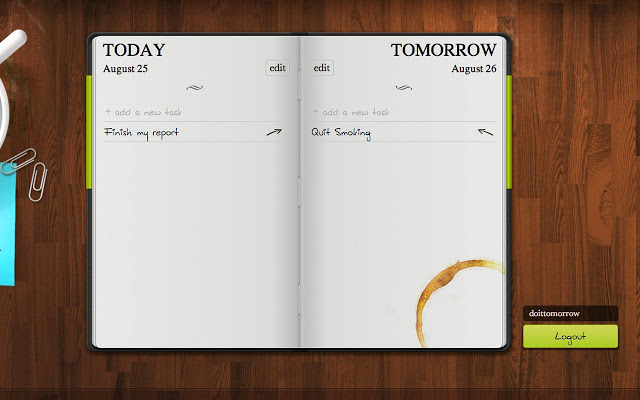 TODAY
August 25
edit
+ add a new task
Finish my report
TOMORROW
edit
August 26
+ add a new task
Quit Smoking
doittomorrow
Logout